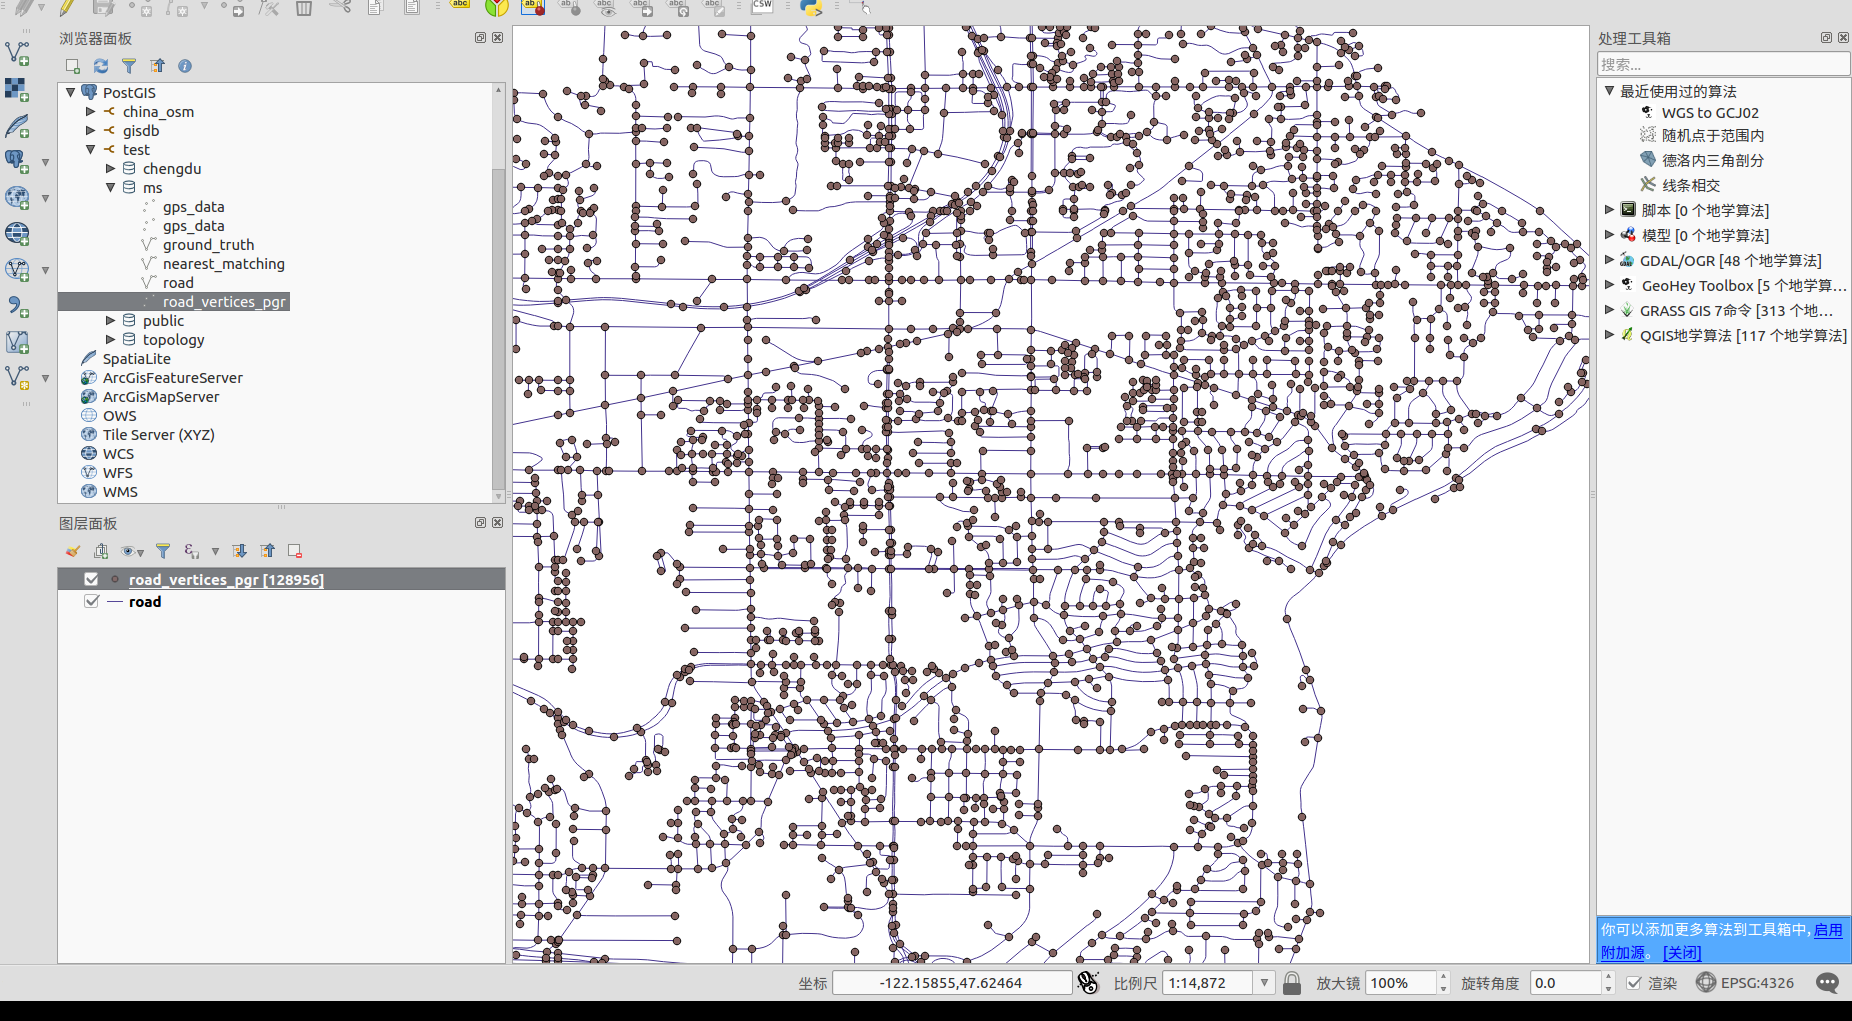 abc
ab
ab
abc
abc
abc
abc
CSW
浏览器面板
PostGIS
china_osm
gisdb
test
chengdu
ms
gps_data
gps_data
ground_truth
nearest_matching
road
road_vertices_pgr
public
topology
SpatiaLite
ArcGisFeatureServer
ArcGisMapServer
OWS
Tile Server (XYZ)
WCS
WFS
WMS
图层面板
road_vertices_pgr [128956]
road
处理工具箱
搜索...
最近使用过的算法
WGS to GCJ02
随机点于范围内
德洛内三角剖分
线条相交
脚本 [0 个地学算法]
模型 [0 个地学算法]
GDAL/OGR [48 个地学算法]
GeoHey Toolbox [5 个地学算...
GRASS GIS 7命令 [313 个地...
QGIS地学算法 [117 个地学算法]
你可以添加更多算法到工具箱中,启用
附加源。 [关闭]
坐标 -122.15855,47.62464 比例尺 1:14,872 放大镜 100% 旋转角度 0.0 渲染 EPSG:4326